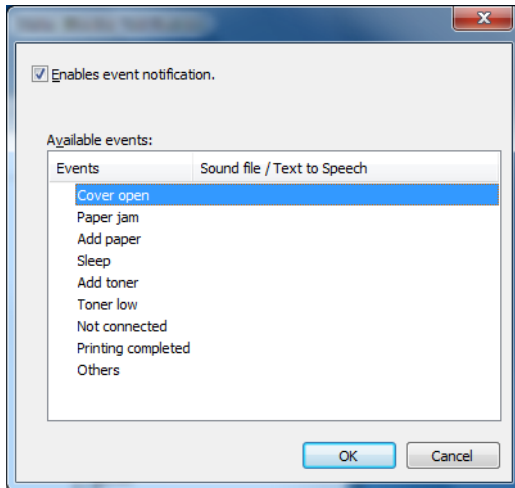 Enables event notification.
Available events:
Events Sound file / Text to Speech
Cover open
Paper jam
Add paper
Sleep
Add toner
Toner low
Not connected
Printing completed
Others
OK Cancel